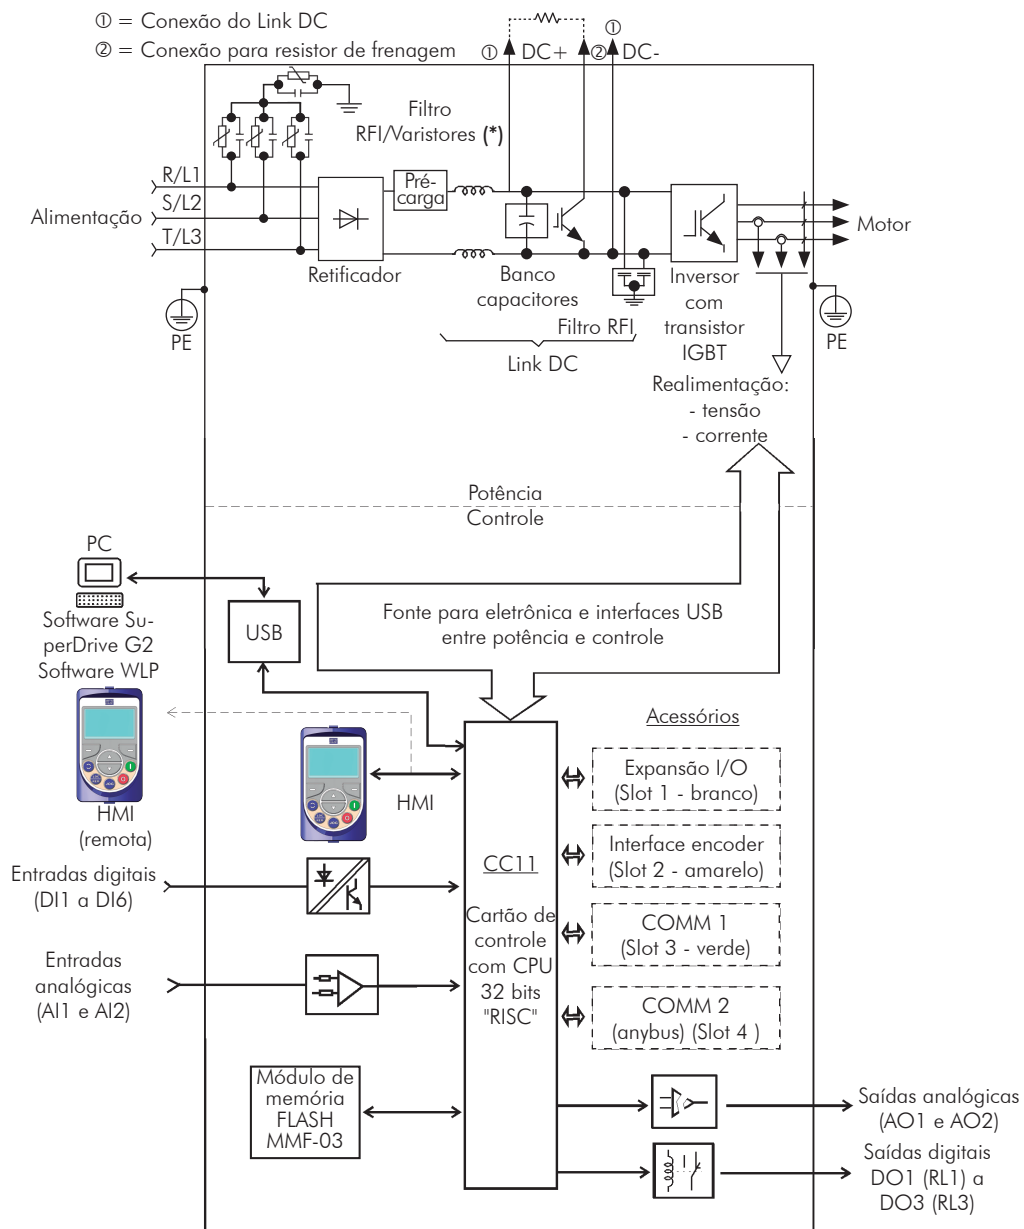 ① = Conexão do Link DC
② = Conexão para resistor de frenagem
①
① DC+
② DC-
Filtro
RFI/Varistores (*)
R/L1
Pré-
carga
Alimentação
S/L2
Motor
T/L3
Retificador
Banco
capacitores
Inversor
com
transistor
IGBT
Filtro RFI
PE
PE
Link DC
Realimentação:
- tensão
- corrente
Potência
Controle
PC
Software Su-
perDrive G2
Software WLP
USB
Fonte para eletrônica e interfaces USB
entre potência e controle
Acessórios
HMI
(remota)
HMI
Expansão I/O
(Slot 1 - branco)
Interface encoder
(Slot 2 - amarelo)
COMM 1
(Slot 3 - verde)
COMM 2
(anybus) (Slot 4 )
CC11
Cartão de
controle
com CPU
32 bits
"RISC"
Entradas digitais
(DI1 a DI6)
Entradas
analógicas
(AI1 e AI2)
Módulo de
memória
FLASH
MMF-03
Saídas analógicas
(AO1 e AO2)
Saídas digitais
DO1 (RL1) a
DO3 (RL3)